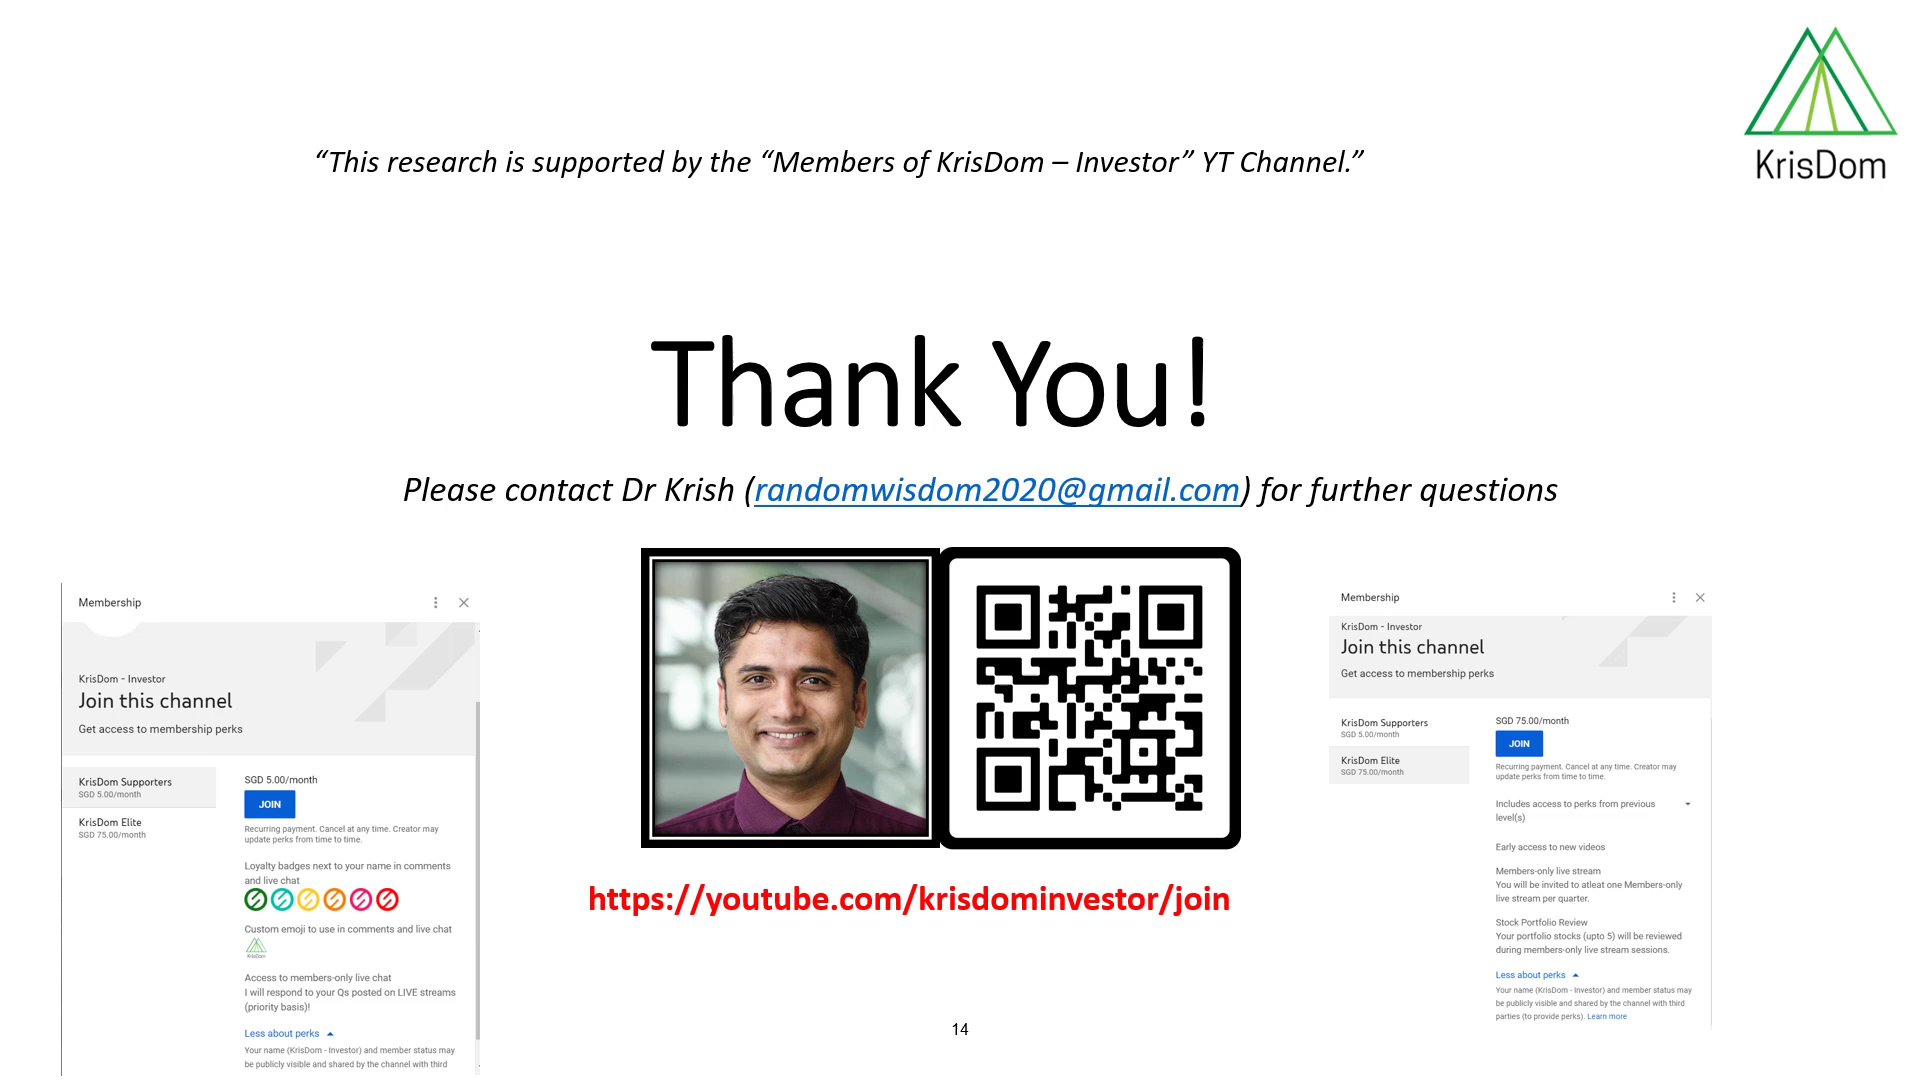 KrisDom
“This research is supported by the “Members of KrisDom – Investor” YT Channel.”
Thank You!
Please contact Dr Krish (randomwisdom2020@gmail.com) for further questions
Membership
KrisDom - Investor
Join this channel
Get access to membership perks
KrisDom Supporters
SGD 5.00/month
KrisDom Elite
SGD 75.00/month
SGD 5.00/month
JOIN
Recurring payment. Cancel at any time. Creator may
update perks from time to time.
Loyalty badges next to your name in comments
and live chat
Custom emoji to use in comments and live chat
KrisDom
Access to members-only live chat
I will respond to your Qs posted on LIVE streams
(priority basis)!
Less about perks
Your name (KrisDom - Investor) and member status may
be publicly visible and shared by the channel with third
https://youtube.com/krisdominvestor/join
Membership
KrisDom - Investor
Join this channel
Get access to membership perks
KrisDom Supporters
SGD 5.00/month
KrisDom Elite
SGD 75.00/month
SGD 75.00/month
JOIN
Recurring payment. Cancel at any time. Creator may
update perks from time to time.
Includes access to perks from previous
level(s)
Early access to new videos
Members-only live stream
You will be invited to atleat one Members-only
live stream per quarter.
Stock Portfolio Review
Your portfolio stocks (upto 5) will be reviewed
during members-only live stream sessions.
Less about perks
Your name (KrisDom - Investor) and member status may
be publicly visible and shared by the channel with third
parties (to provide perks). Learn more
14